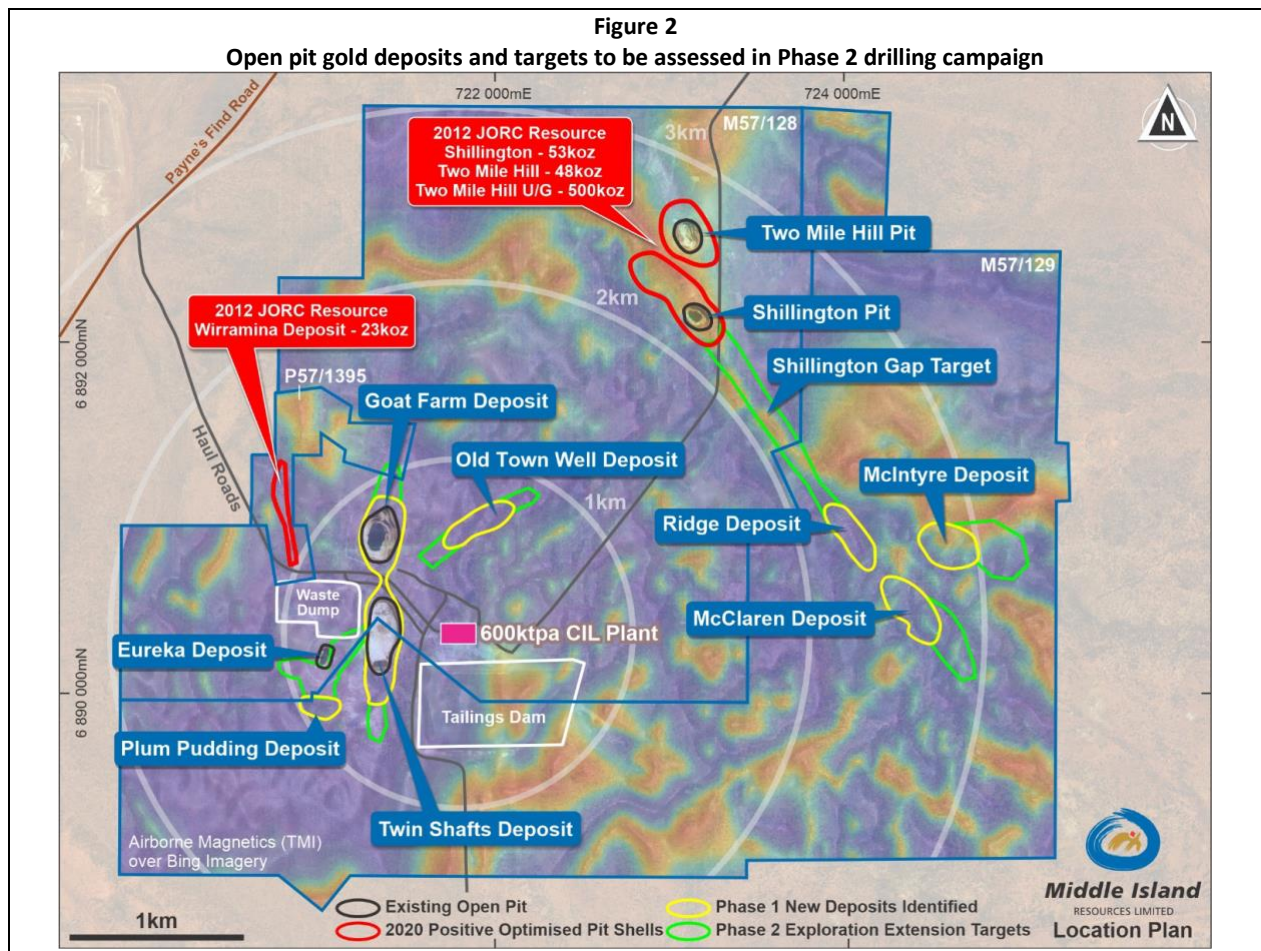 Figure 2
Open pit gold deposits and targets to be assessed in Phase 2 drilling campaign
722 000mE
724 000mE
Payne's Find Road
2012 JORC Resource
Shillington - 53koz
Two Mile Hill - 48koz
Two Mile Hill U/G - 500koz
3km
M57/128
N
Two Mile Hill Pit
M57/129
2km
Shillington Pit
2012 JORC Resource
Wirramina Deposit - 23koz
6 892 000mN
Shillington Gap Target
P57/1395
Goat Farm Deposit
Haul Roads
Old Town Well Deposit
McIntyre Deposit
1km
Ridge Deposit
Waste
Dump
McClaren Deposit
600ktpa CIL Plant
Eureka Deposit
6 890 000mN
Tailings Dam
Plum Pudding Deposit
Twin Shafts Deposit
Airborne Magnetics (TMI)
over Bing Imagery
Middle Island
RESOURCES LIMITED
Location Plan
1km
Existing Open Pit
Phase 1 New Deposits Identified
2020 Positive Optimised Pit Shells
Phase 2 Exploration Extension Targets